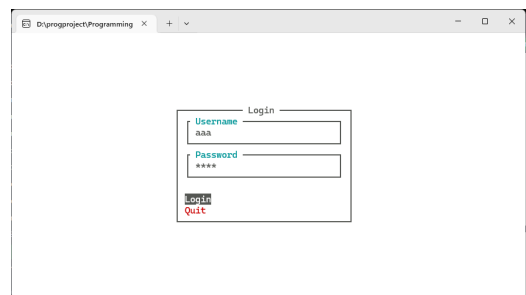 D:\progproject\Programming
Login
Username
aaa
Password
****
Login
Quit